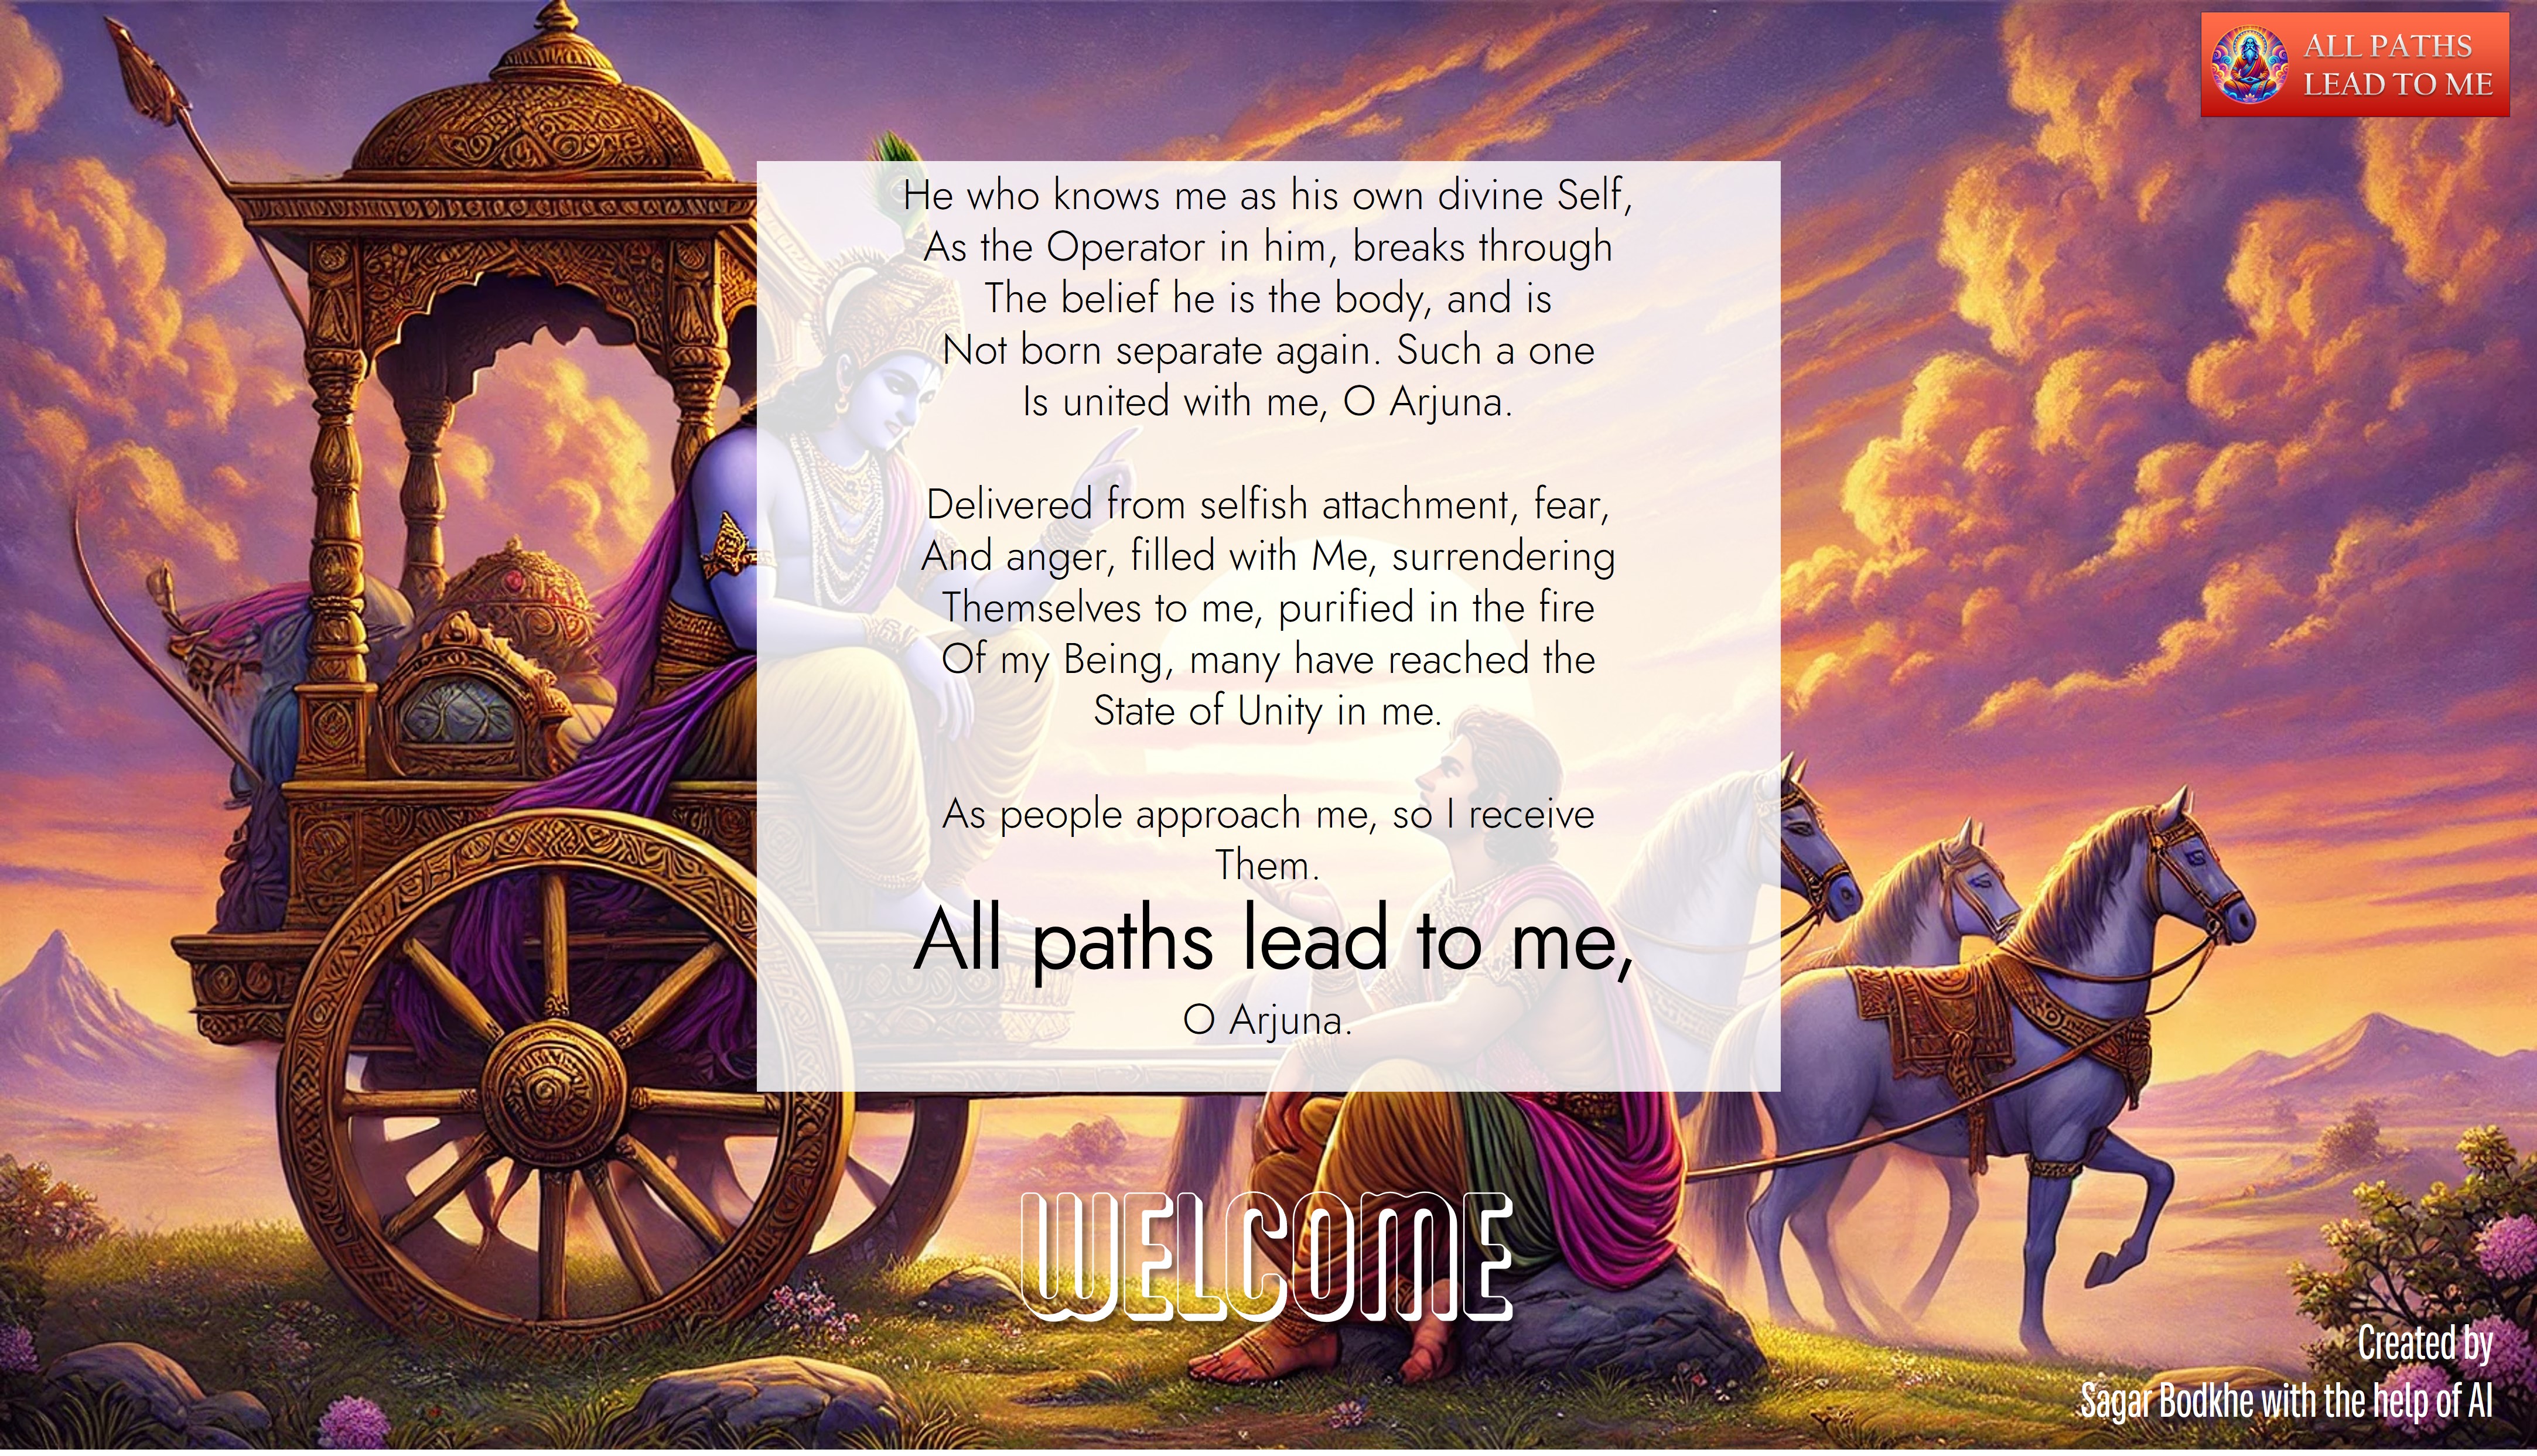 ALL PATHS
LEAD TO ME
He who knows me as his own divine Self,
As the Operator in him, breaks through
The belief he is the body, and is
Not born separate again. Such a one
Is united with me, O Arjuna.
Delivered from selfish attachment, fear,
And anger, filled with Me, surrendering
Themselves to me, purified in the fire
Of my Being, many have reached the
State of Unity in me.
As people approach me, so I receive
Them.
All paths lead to me,
O Arjuna.
WELCOME
Created by
Sagar Bodkhe with the help of AI